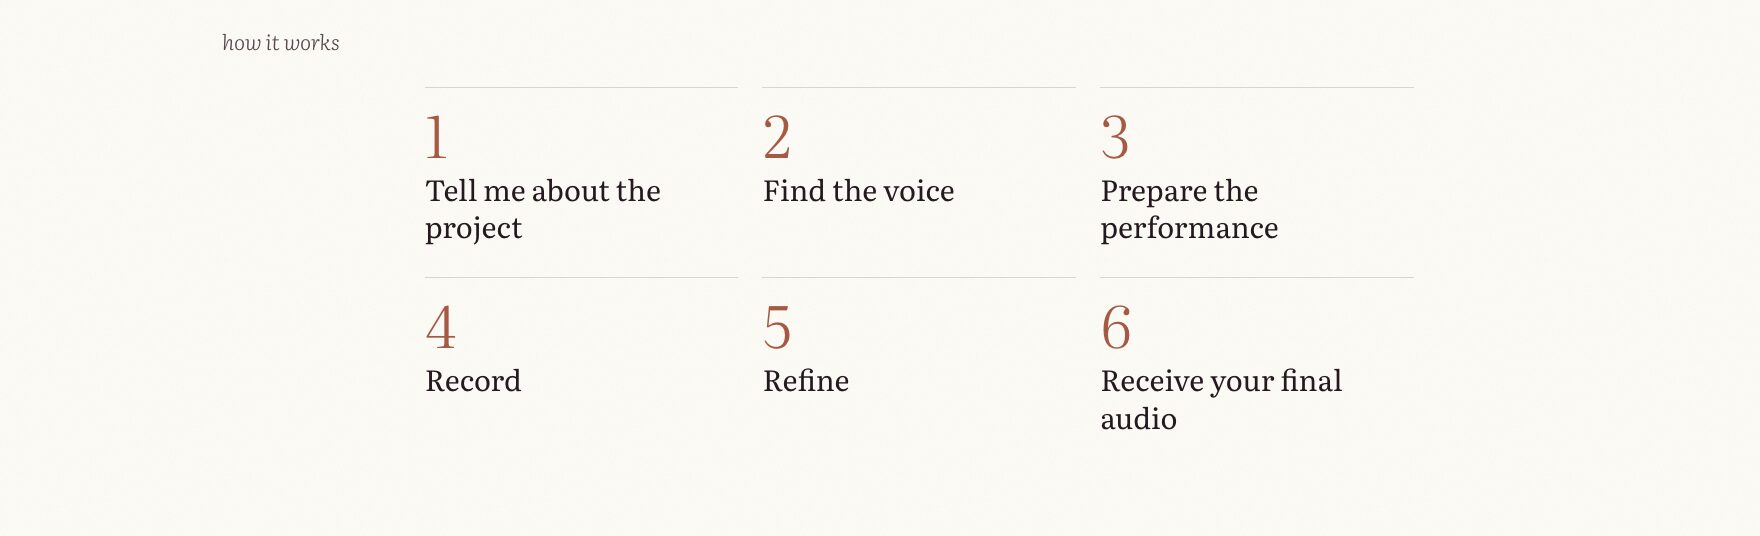 how it works
1
Tell me about the
project
2
Find the voice
3
Prepare the
performance
4
Record
5
Refine
6
Receive your final
audio